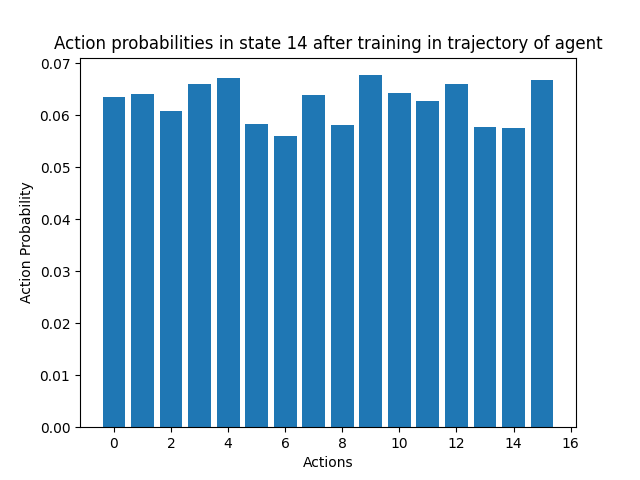 Action probabilities in state 14 after training in trajectory of agent
0.07
0.06
0.05
0.04
0.03
0.02
0.01
0.00
Action Probability
0 2 4 6 8 10 12 14 16
Actions